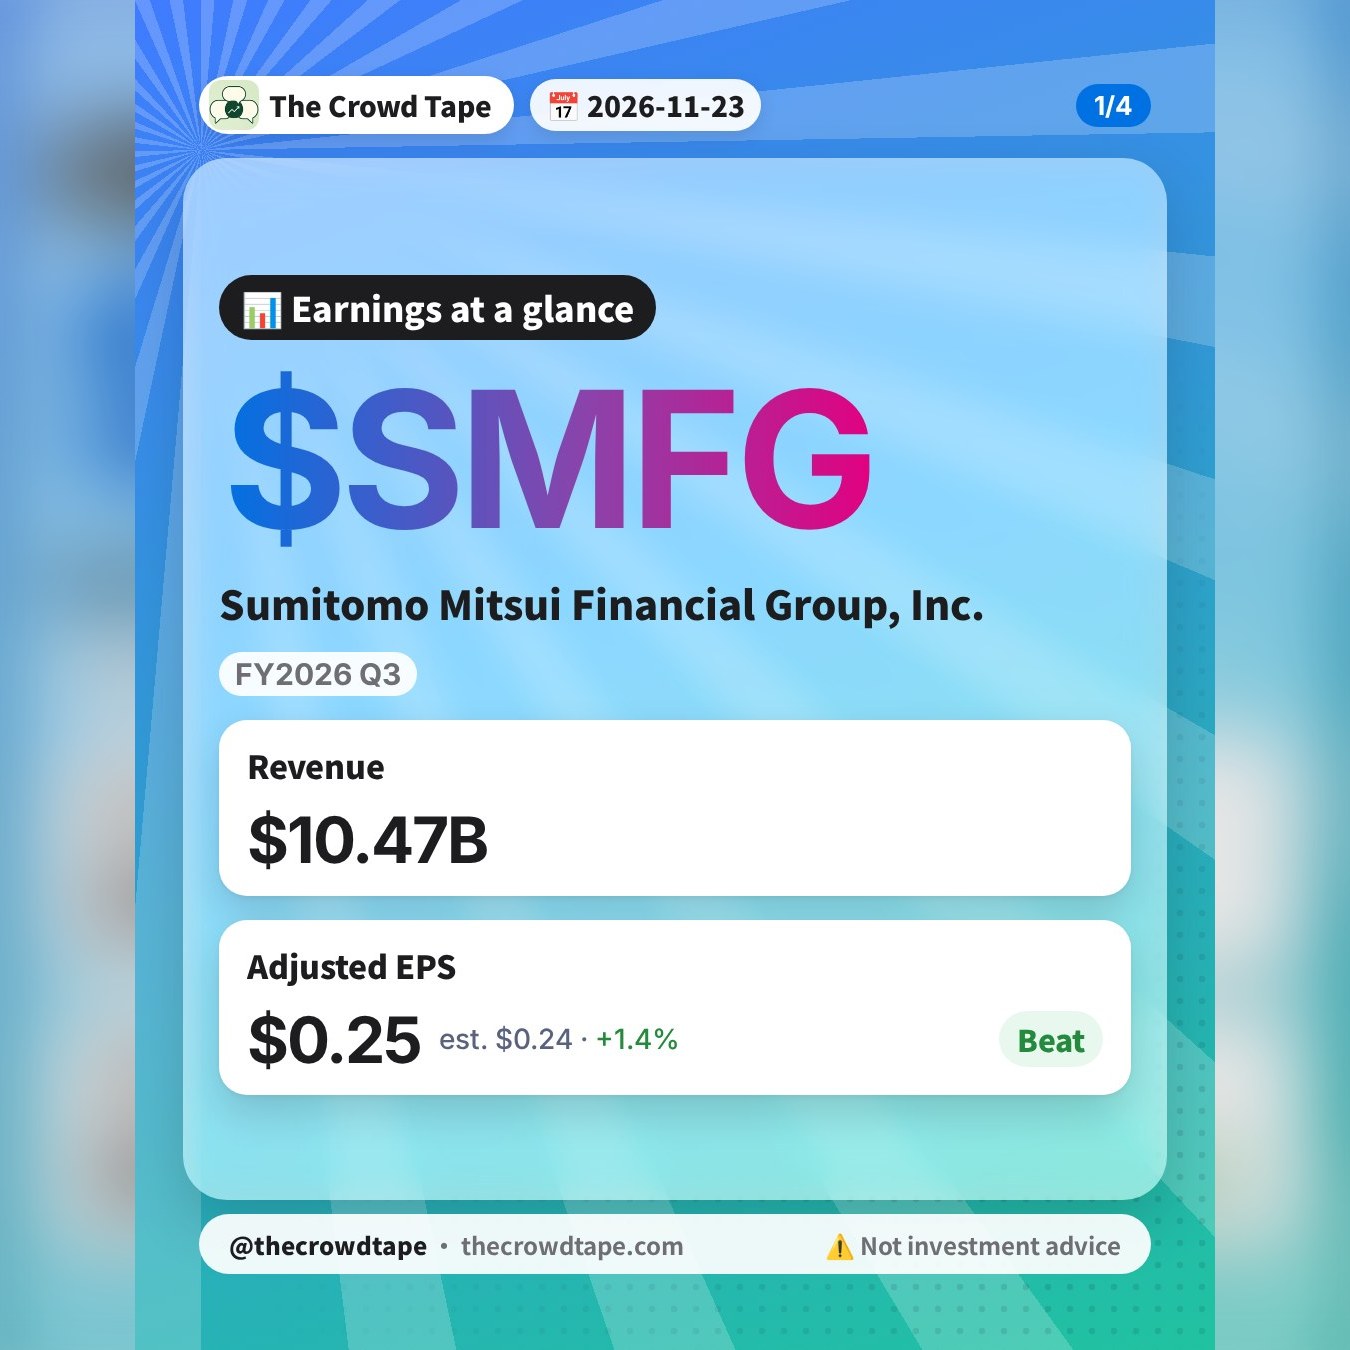 The Crowd Tape
📅 2026-11-23
1/4
📊 Earnings at a glance
$SMFG
Sumitomo Mitsui Financial Group, Inc.
FY2026 Q3
Revenue
$10.47B
Adjusted EPS
$0.25 est. $0.24 · +1.4%
Beat
@thecrowdtape • thecrowdtape.com
⚠️ Not investment advice